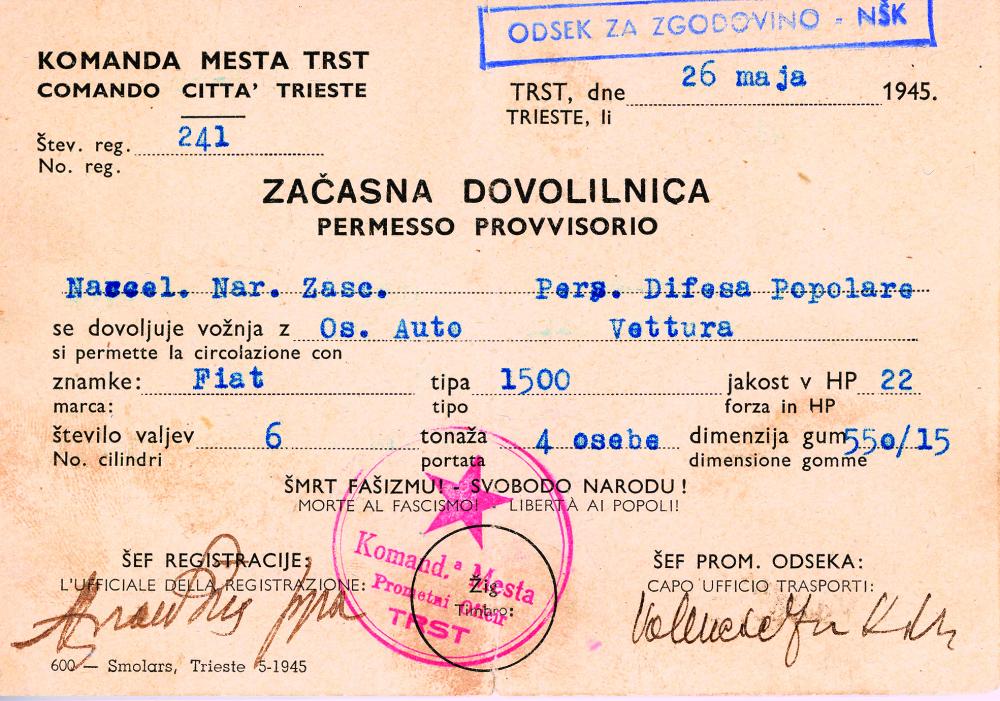 ODSEK ZA ZGODOVINO - NŠK
KOMANDA MESTA TRST
COMANDO CITTA' TRIESTE
TRST, dne 26 maja 1945.
TRIESTE, li
Štev. reg. 241
No. reg.
ZAČASNA DOVOLILNICA
PERMESSO PROVVISORIO
Nar. Zasc. Pers. Difesa Popolare
se dovoljuje vožnja z Os. Auto Vettura
si permette la circolazione con
znamke: Fiat tipa 1500 jakost v HP 22
marca: tipo forza in HP
število valjev 6 tonaža 4 osebe dimenzija gum 550/15
No. cilindri portata dimensione gomme
ŠMRT FAŠIZMU! - SVOBODO NARODU!
MORTE AL FASCISMO! - LIBERTÀ AI POPOLI!
ŠEF REGISTRACIJE: ŠEF PROM. ODSEKA:
L'UFFICIALE DELLA REGISTRAZIONE: CAPO UFFICIO TRASPORTI:
Komand.ª Mesta
Prometni
TRST
Žig
Timbro:
600 — Smolars, Trieste 5-1945